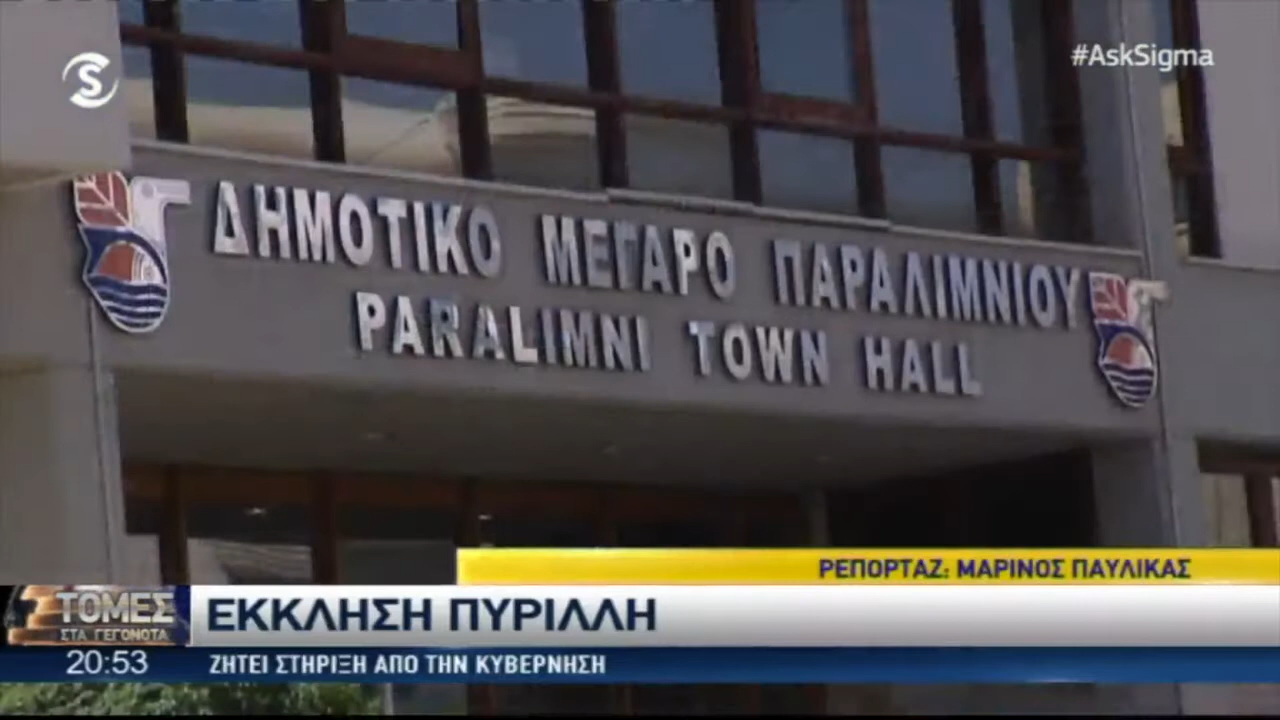 S
#AskSigma
ΔΗΜΟΤΙΚΟ ΜΕΓΑΡΟ ΠΑΡΑΛΙΜΝΙΟΥ
PARALIMNI TOWN HALL
ΡΕΠΟΡΤΑΖ: ΜΑΡΙΝΟΣ ΠΑΥΛΙΚΑΣ
ΤΟΜΕΣ
ΣΤΑ ΓΕΓΟΝΟΤΑ
ΕΚΚΛΗΣΗ ΠΥΡΙΛΛΗ
20:53
ΖΗΤΕΙ ΣΤΗΡΙΞΗ ΑΠΟ ΤΗΝ ΚΥΒΕΡΝΗΣΗ